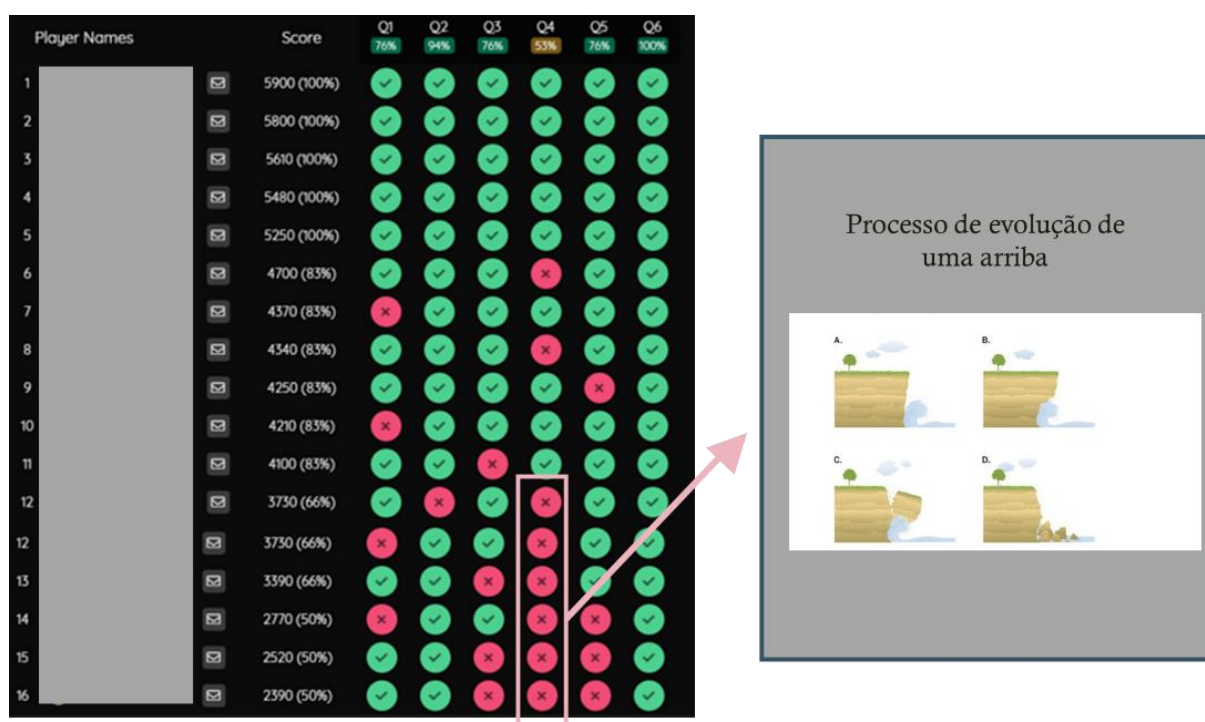 Player Names Score Q1 Q2 Q3 Q4 Q5 Q6
76% 94% 76% 53% 76% 100%
1 5900 (100%)
2 5800 (100%)
3 5610 (100%)
4 5480 (100%)
5 5250 (100%)
6 4700 (83%)
7 4370 (83%)
8 4340 (83%)
9 4250 (83%)
10 4210 (83%)
11 4100 (83%)
12 3730 (66%)
12 3730 (66%)
13 3390 (66%)
14 2770 (50%)
15 2520 (50%)
16 2390 (50%)
Processo de evolução de
uma arriba
A. B.
C. D.